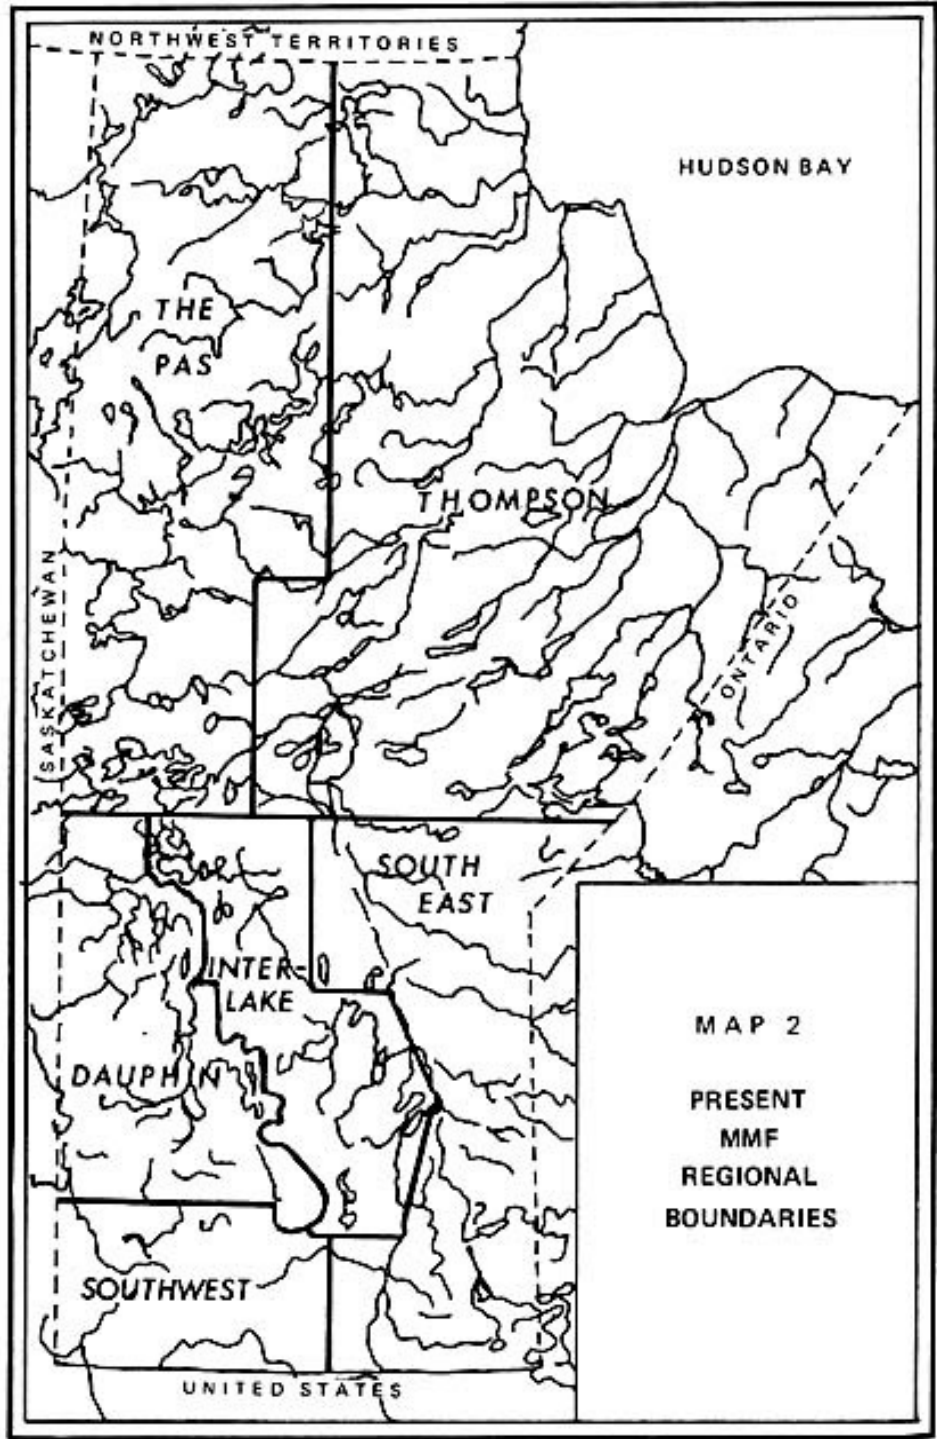 NORTHWEST TERRITORIES
HUDSON BAY
THE
PAS
THOMPSON
SASKATCHEWAN
ONTARIO
SOUTH
EAST
INTER-
LAKE
DAUPHIN
SOUTHWEST
UNITED STATES
MAP 2
PRESENT
MMF
REGIONAL
BOUNDARIES